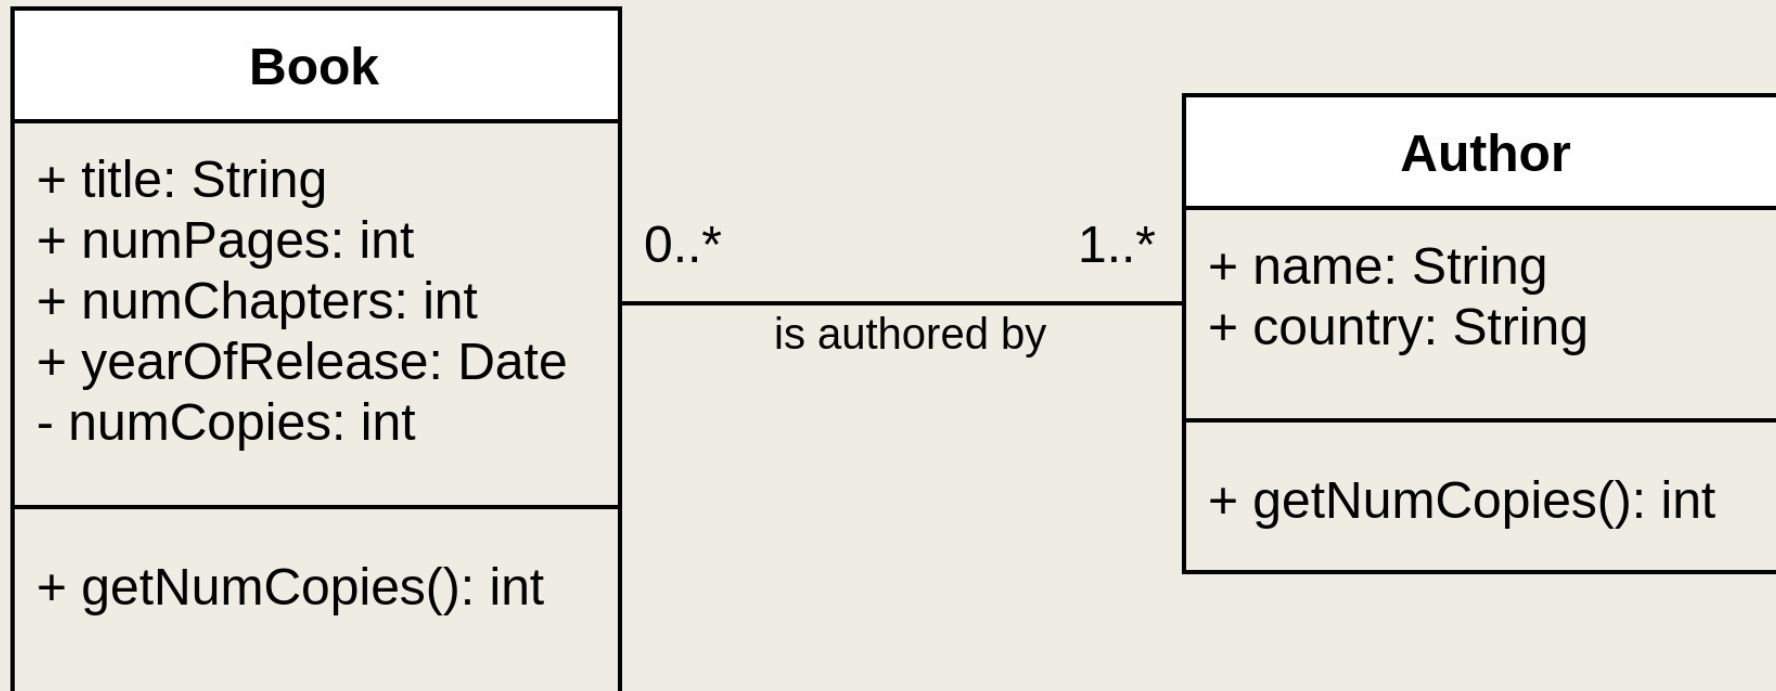 Book
+ title: String
+ numPages: int
+ numChapters: int
+ yearOfRelease: Date
- numCopies: int
+ getNumCopies(): int
0..*
1..*
is authored by
Author
+ name: String
+ country: String
+ getNumCopies(): int